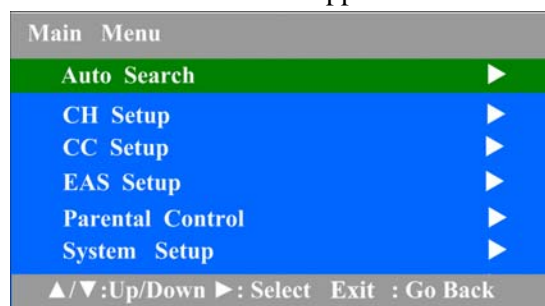 Main Menu
Auto Search ▶
CH Setup ▶
CC Setup ▶
EAS Setup ▶
Parental Control ▶
System Setup ▶
▲/▼:Up/Down ▶: Select Exit : Go Back